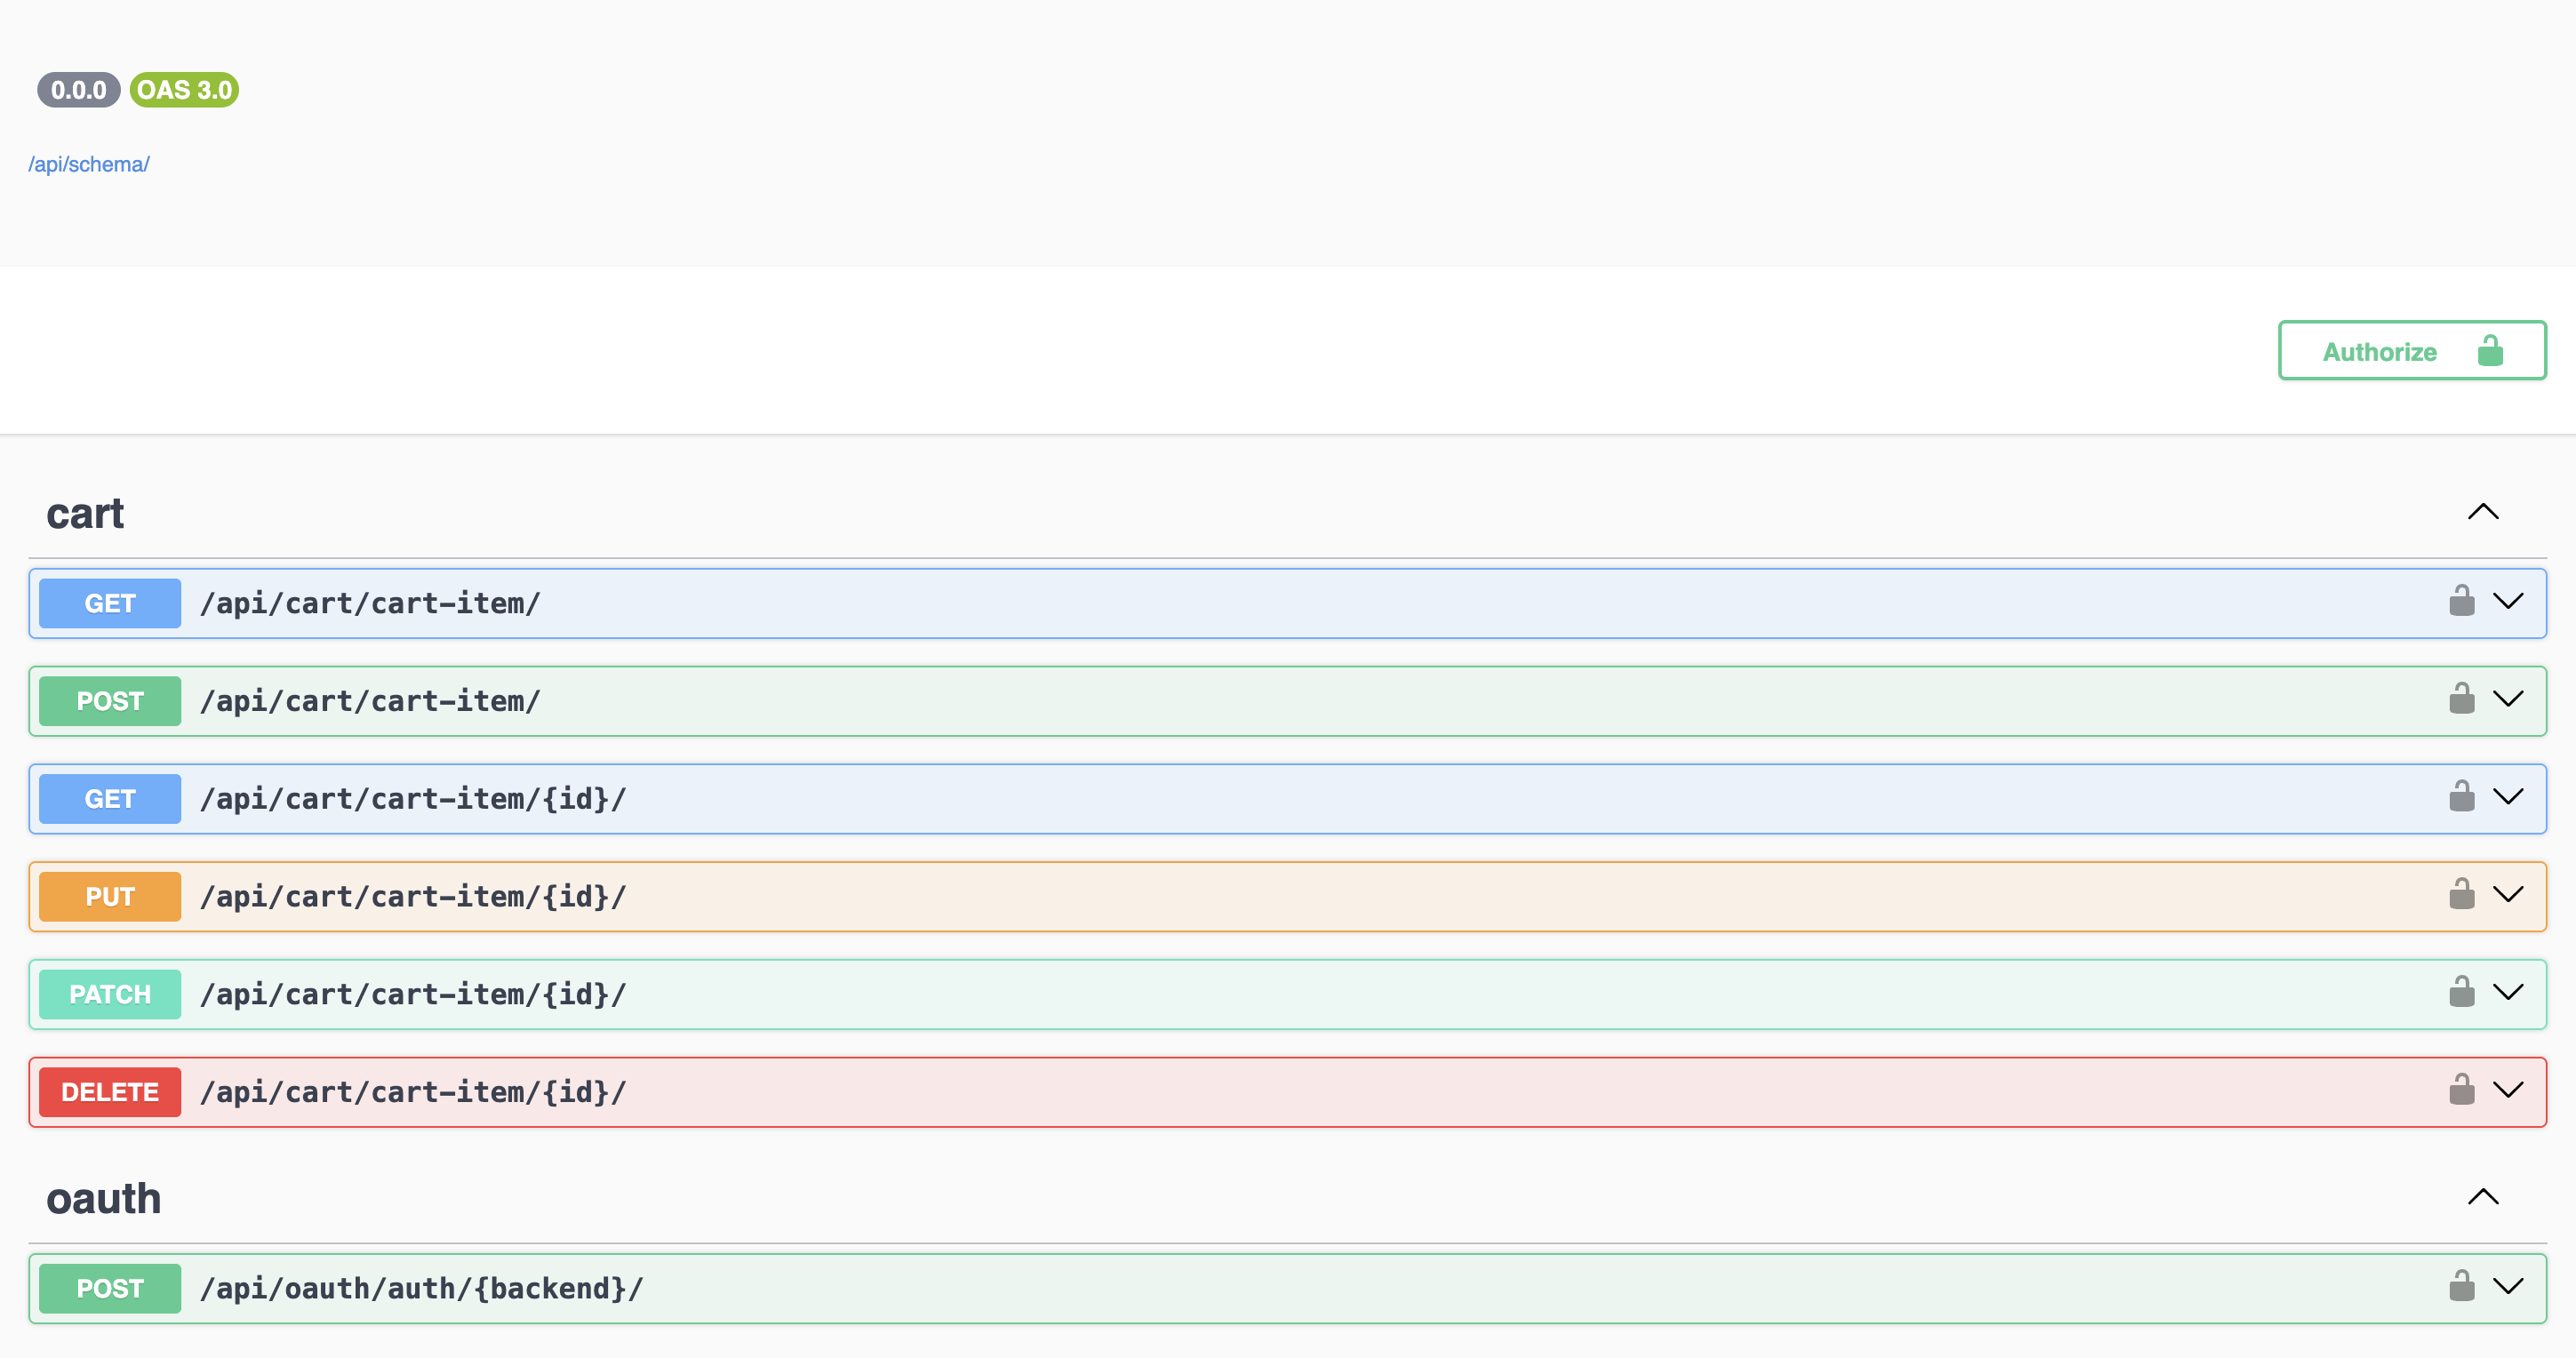 0.0.0 OAS 3.0
/api/schema/
Authorize
cart
GET /api/cart/cart-item/
POST /api/cart/cart-item/
GET /api/cart/cart-item/{id}/
PUT /api/cart/cart-item/{id}/
PATCH /api/cart/cart-item/{id}/
DELETE /api/cart/cart-item/{id}/
oauth
POST /api/oauth/auth/{backend}/